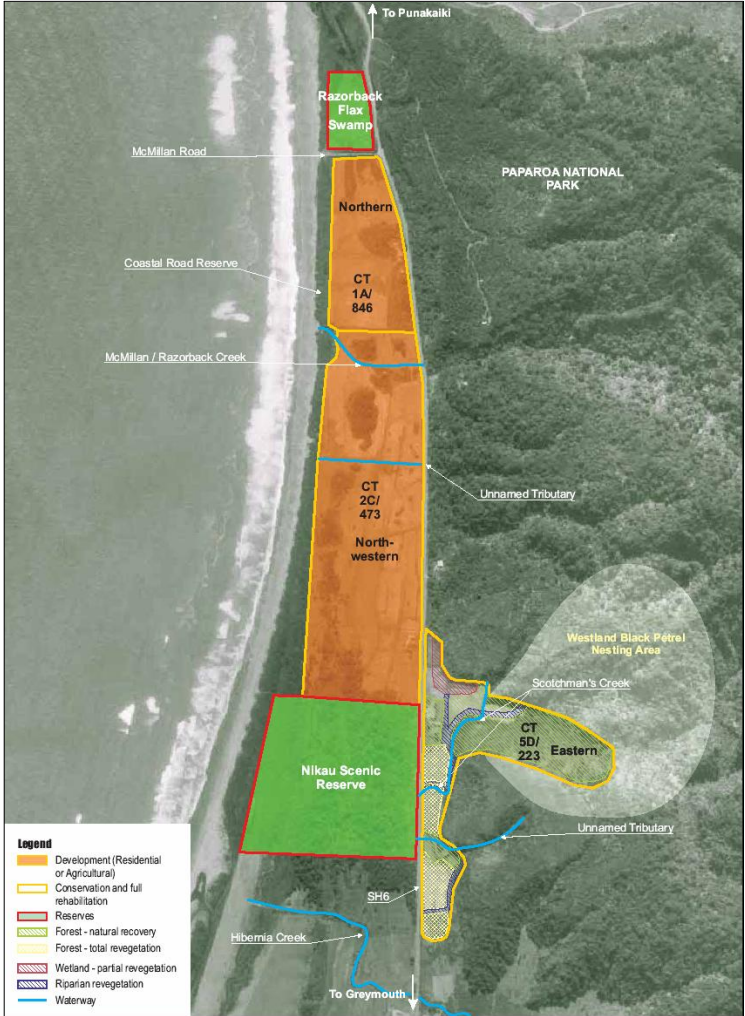 To Punakaiki
Razorback
Flax
Swamp
McMillan Road
PAPAROA NATIONAL
PARK
Northern
Coastal Road Reserve
CT
1A/
846
McMillan / Razorback Creek
CT
2C/
473
Unnamed Tributary
North-
western
Westland Black Petrel
Nesting Area
Scotchman's Creek
CT
5D/
223
Eastern
Nikau Scenic
Reserve
Unnamed Tributary
SH6
Hibernia Creek
To Greymouth
Legend
Development (Residential
or Agricultural)
Conservation and full
rehabilitation
Reserves
Forest - natural recovery
Forest - total revegetation
Wetland - partial revegetation
Riparian revegetation
Waterway